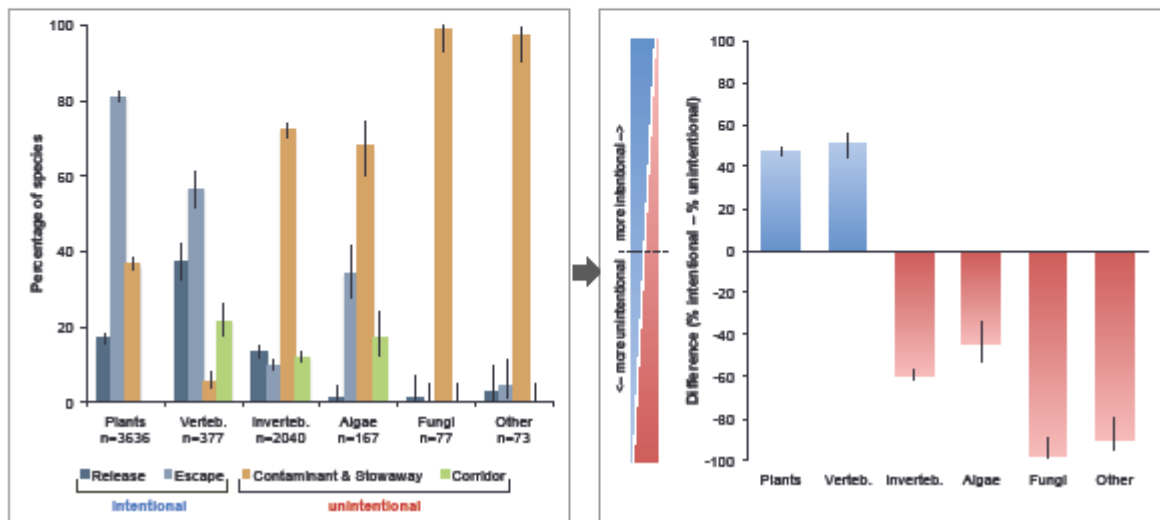 100
80
60
40
20
0
Percentage of species
Plants
n=3636
Verteb.
n=377
Inverteb.
n=2040
Algae
n=167
Fungi
n=77
Other
n=73
Release
Escape
Contaminant & Stowaway
Corridor
intentional
unintentional
<-- more unintentional
more intentional -->
Difference (% intentional – % unintentional)
100
80
60
40
20
0
-20
-40
-60
-80
-100
Plants
Verteb.
Inverteb.
Algae
Fungi
Other